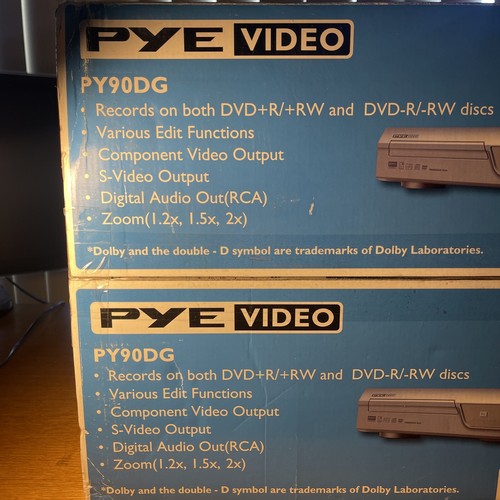 PYE VIDEO
PY90DG
• Records on both DVD+R/+RW and DVD-R/-RW discs
• Various Edit Functions
• Component Video Output
• S-Video Output
• Digital Audio Out(RCA)
• Zoom(1.2x, 1.5x, 2x)
*Dolby and the double - D symbol are trademarks of Dolby Laboratories.
PYE VIDEO
PY90DG
• Records on both DVD+R/+RW and DVD-R/-RW discs
• Various Edit Functions
• Component Video Output
• S-Video Output
• Digital Audio Out(RCA)
• Zoom(1.2x, 1.5x, 2x)
*Dolby and the double - D symbol are trademarks of Dolby Laboratories.